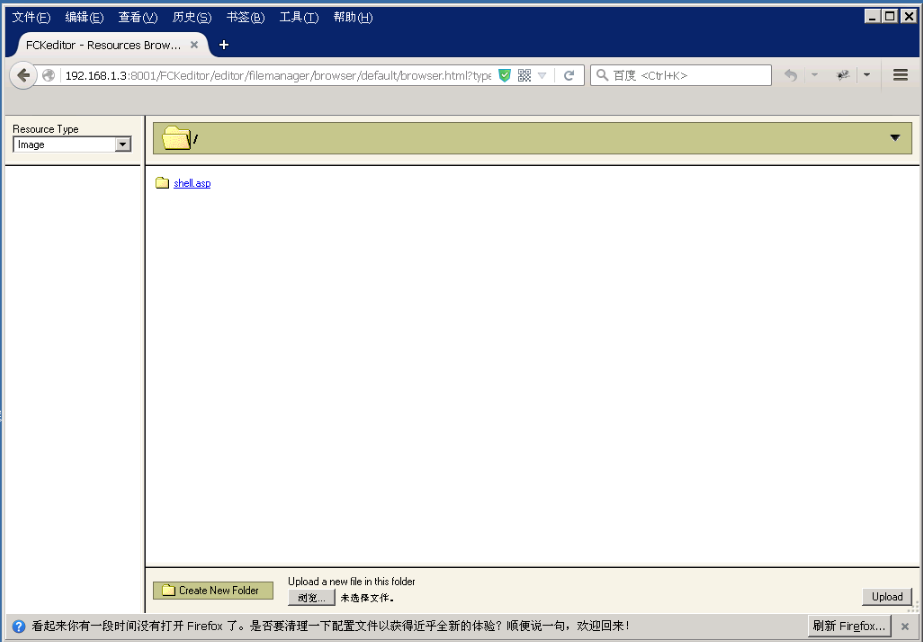 文件(F) 编辑(E) 查看(V) 历史(S) 书签(B) 工具(T) 帮助(H)
FCKeditor - Resources Brow... × +
192.168.1.3:8001/FCKeditor/editor/filemanager/browser/default/browser.html?type
百度 <Ctrl+K>
Resource Type
Image
/
shell.asp
Create New Folder
Upload a new file in this folder
浏览... 未选择文件。
Upload
看起来你有一段时间没有打开 Firefox 了。是否要清理一下配置文件以获得近乎全新的体验?顺便说一句，欢迎回来!
刷新 Firefox... ×